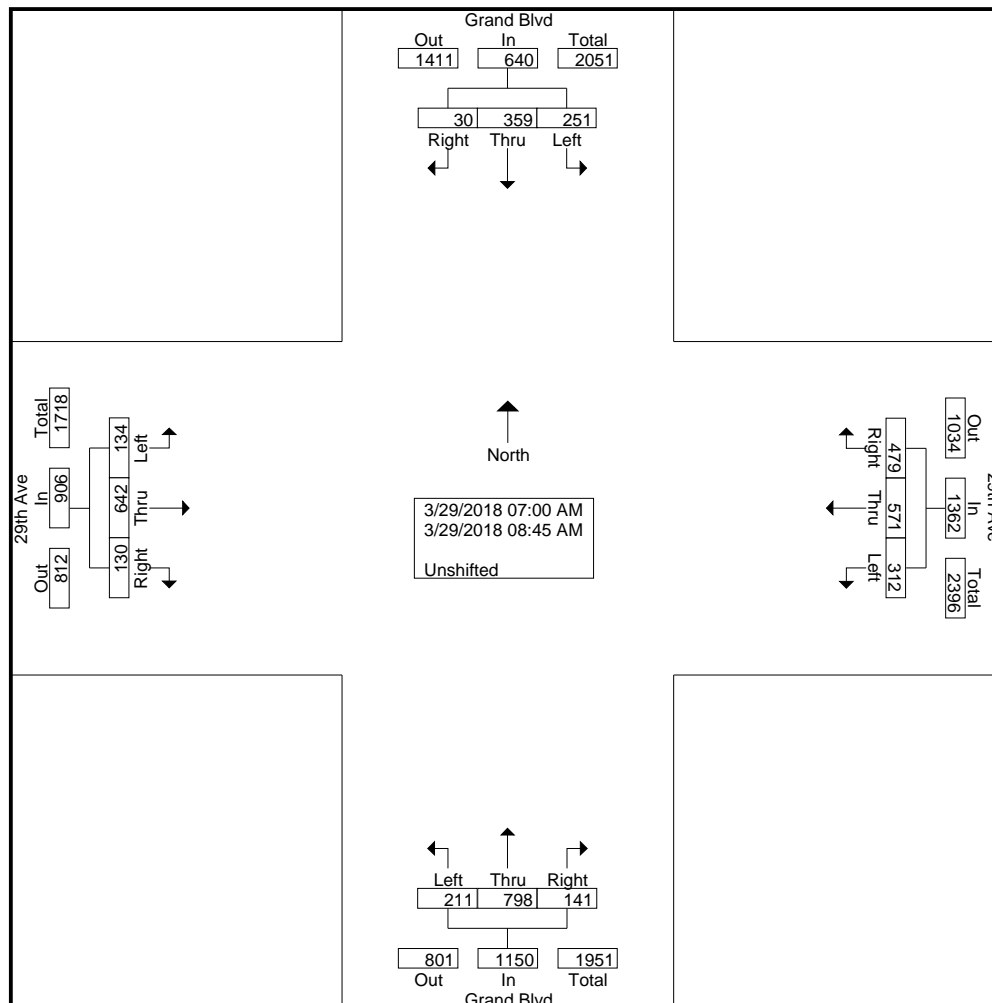 Grand Blvd
Out In Total
1411 640 2051
30 359 251
Right Thru Left
Total
1718
In
906
Out
812
29th Ave
134
Left
642
Thru
130
Right
North
3/29/2018 07:00 AM
3/29/2018 08:45 AM
Unshifted
Right
479
Thru
571
Left
312
Out
1034
In
1362
Total
2396
29th Ave
Left Thru Right
211 798 141
801 1150 1951
Out In Total
Grand Blvd